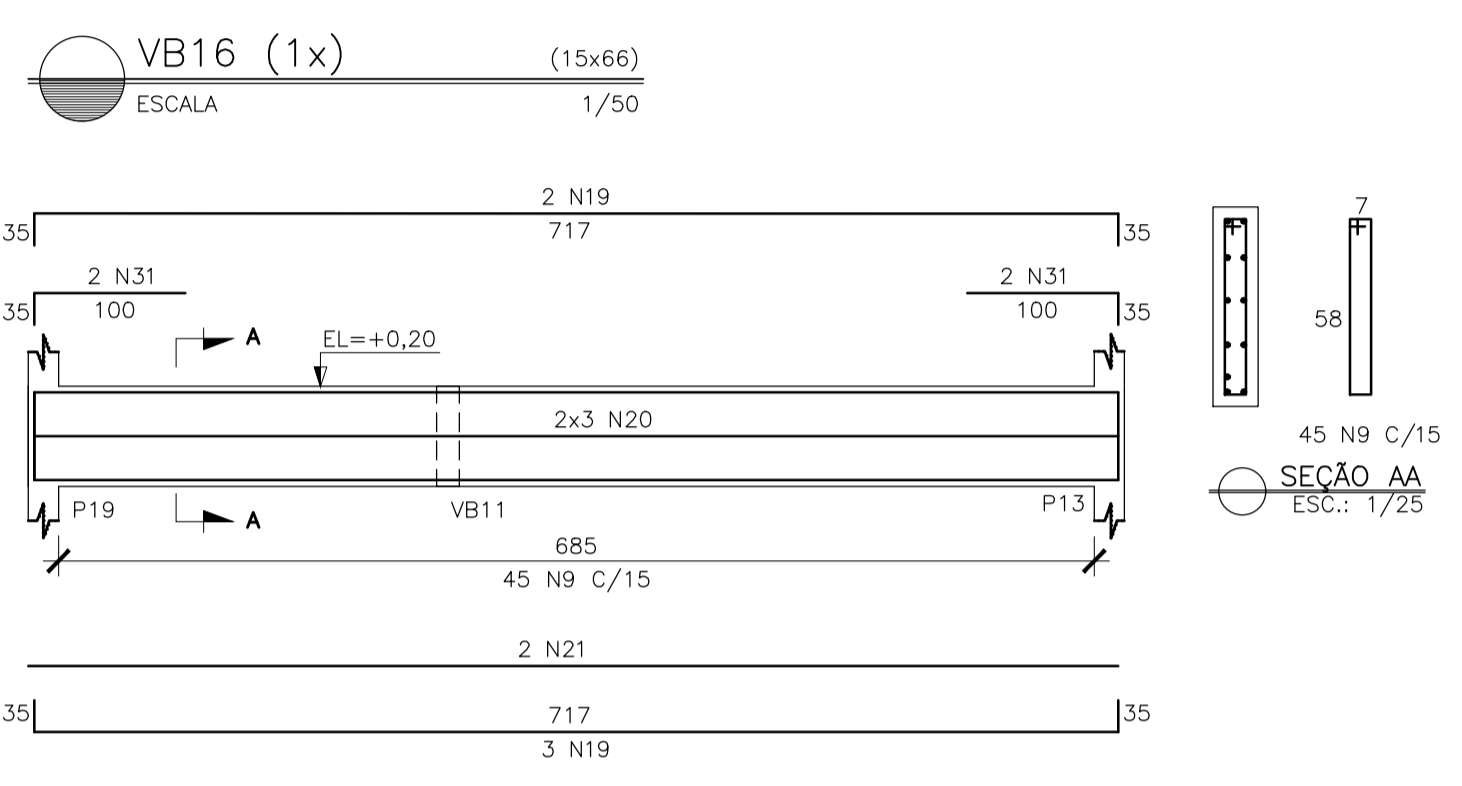 VB16 (1x) (15x66)
ESCALA 1/50
2 N19
35 717 35
2 N31 2 N31
35 100 100 35
A
EL=+0,20
2x3 N20
P19 A VB11 P13
685
45 N9 C/15
2 N21
35 717 35
3 N19
7
58
45 N9 C/15
SEÇÃO AA
ESC.: 1/25